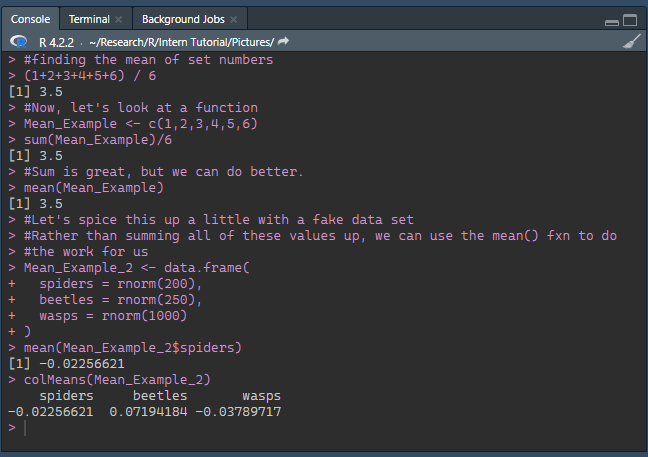 Console Terminal Background Jobs
R 4.2.2 · ~/Research/R/Intern Tutorial/Pictures/
> #finding the mean of set numbers
> (1+2+3+4+5+6) / 6
[1] 3.5
> #Now, let's look at a function
> Mean_Example <- c(1,2,3,4,5,6)
> sum(Mean_Example)/6
[1] 3.5
> #Sum is great, but we can do better.
> mean(Mean_Example)
[1] 3.5
> #Let's spice this up a little with a fake data set
> #Rather than summing all of these values up, we can use the mean() fxn to do
> #the work for us
> Mean_Example_2 <- data.frame(
+   spiders = rnorm(200),
+   beetles = rnorm(250),
+   wasps = rnorm(1000)
+ )
> mean(Mean_Example_2$spiders)
[1] -0.02256621
> colMeans(Mean_Example_2)
    spiders     beetles       wasps
-0.02256621  0.07194184 -0.03789717
>